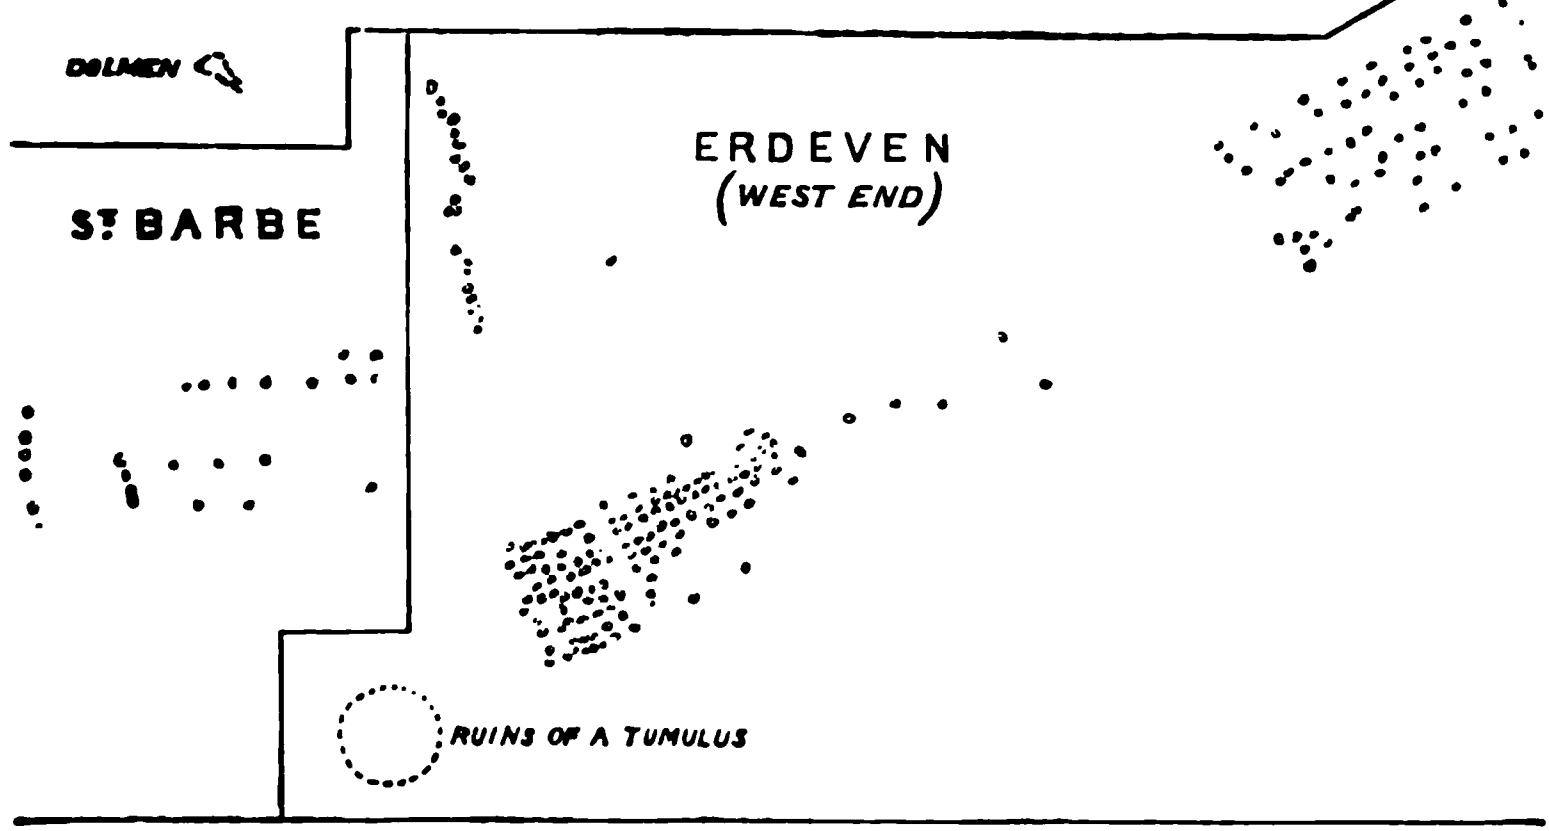 DOLMEN
ST BARBE
ERDEVEN
(WEST END)
RUINS OF A TUMULUS